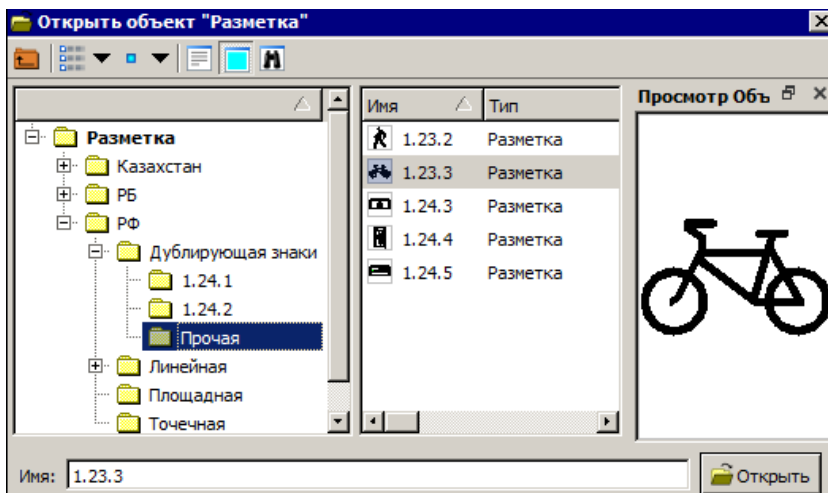 Открыть объект "Разметка"
Разметка
Казахстан
РБ
РФ
Дублирующая знаки
1.24.1
1.24.2
Прочая
Линейная
Площадная
Точечная
Имя Тип
1.23.2 Разметка
1.23.3 Разметка
1.24.3 Разметка
1.24.4 Разметка
1.24.5 Разметка
Просмотр Объ
Имя: 1.23.3
Открыть